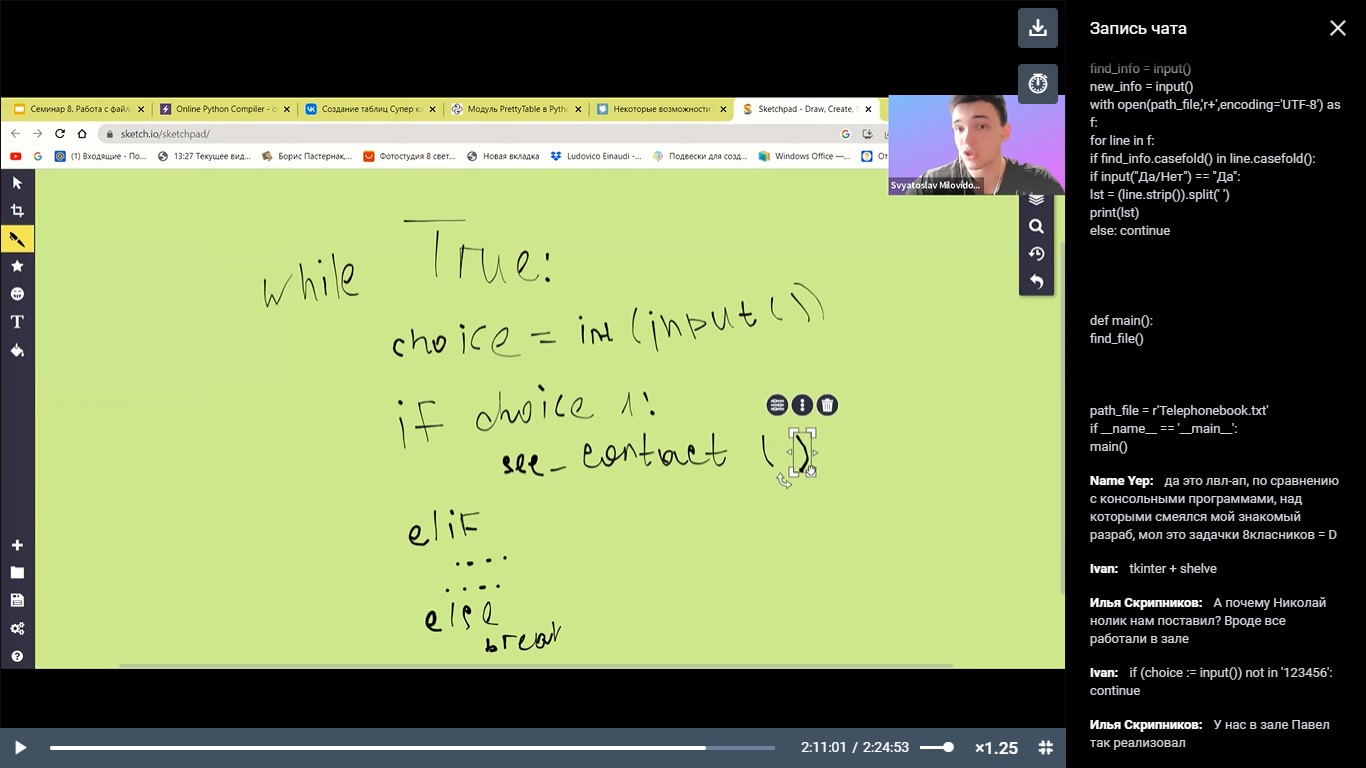 Запись чата
Семинар 8. Работа с файл
Online Python Compiler - o
Создание таблиц Супер к
Модуль PrettyTable в Pyth
Некоторые возможности
Sketchpad - Draw, Create, S
sketch.io/sketchpad/
(1) Входящие - По...
13:27 Текущее вид...
Борис Пастернак,...
Фотостудия 8 свет...
Новая вкладка
Ludovico Einaudi -...
Подвески для созд...
Windows Office —...
От
Svyatoslav Milovido...
while True:
choice = int(input())
if choice 1:
see_contact ()
elif
....
....
else
break
find_info = input()
new_info = input()
with open(path_file,'r+',encoding='UTF-8') as
f:
for line in f:
if find_info.casefold() in line.casefold():
if input("Да/Нет") == "Да":
lst = (line.strip()).split(' ')
print(lst)
else: continue
def main():
find_file()
path_file = r'Telephonebook.txt'
if __name__ == '__main__':
main()
Name Yep: да это лвл-ап, по сравнению
с консольными программами, над
которыми смеялся мой знакомый
разраб, мол это задачки 8класников = D
Ivan: tkinter + shelve
Илья Скрипников: А почему Николай
нолик нам поставил? Вроде все
работали в зале
Ivan: if (choice := input()) not in '123456':
continue
Илья Скрипников: У нас в зале Павел
так реализовал
2:11:01 / 2:24:53
×1.25